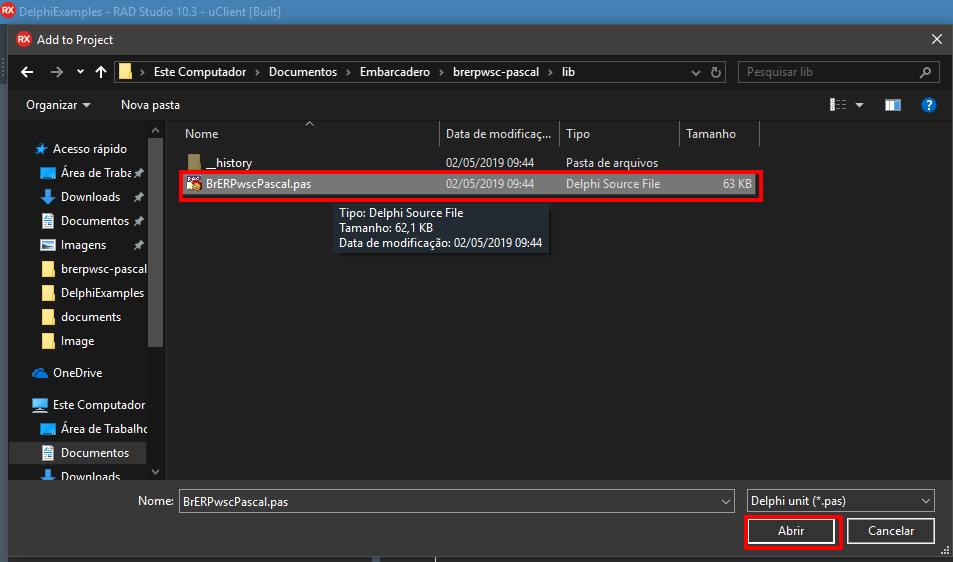 RX DelphiExamples - RAD Studio 10.3 - uClient [Built]
RX Add to Project
Este Computador > Documentos > Embarcadero > brerpwsc-pascal > lib
Pesquisar lib
Organizar
Nova pasta
?
Nome
Data de modificaç...
Tipo
Tamanho
__history
02/05/2019 09:44
Pasta de arquivos
BrERPwscPascal.pas
02/05/2019 09:44
Delphi Source File
63 KB
Tipo: Delphi Source File
Tamanho: 62,1 KB
Data de modificação: 02/05/2019 09:44
Acesso rápido
Área de Traba
Downloads
Documentos
Imagens
brerpwsc-pascal
DelphiExamples
documents
Image
OneDrive
Este Computador
Área de Trabalho
Documentos
Downloads
Nome:
BrERPwscPascal.pas
Delphi unit (*.pas)
Abrir
Cancelar